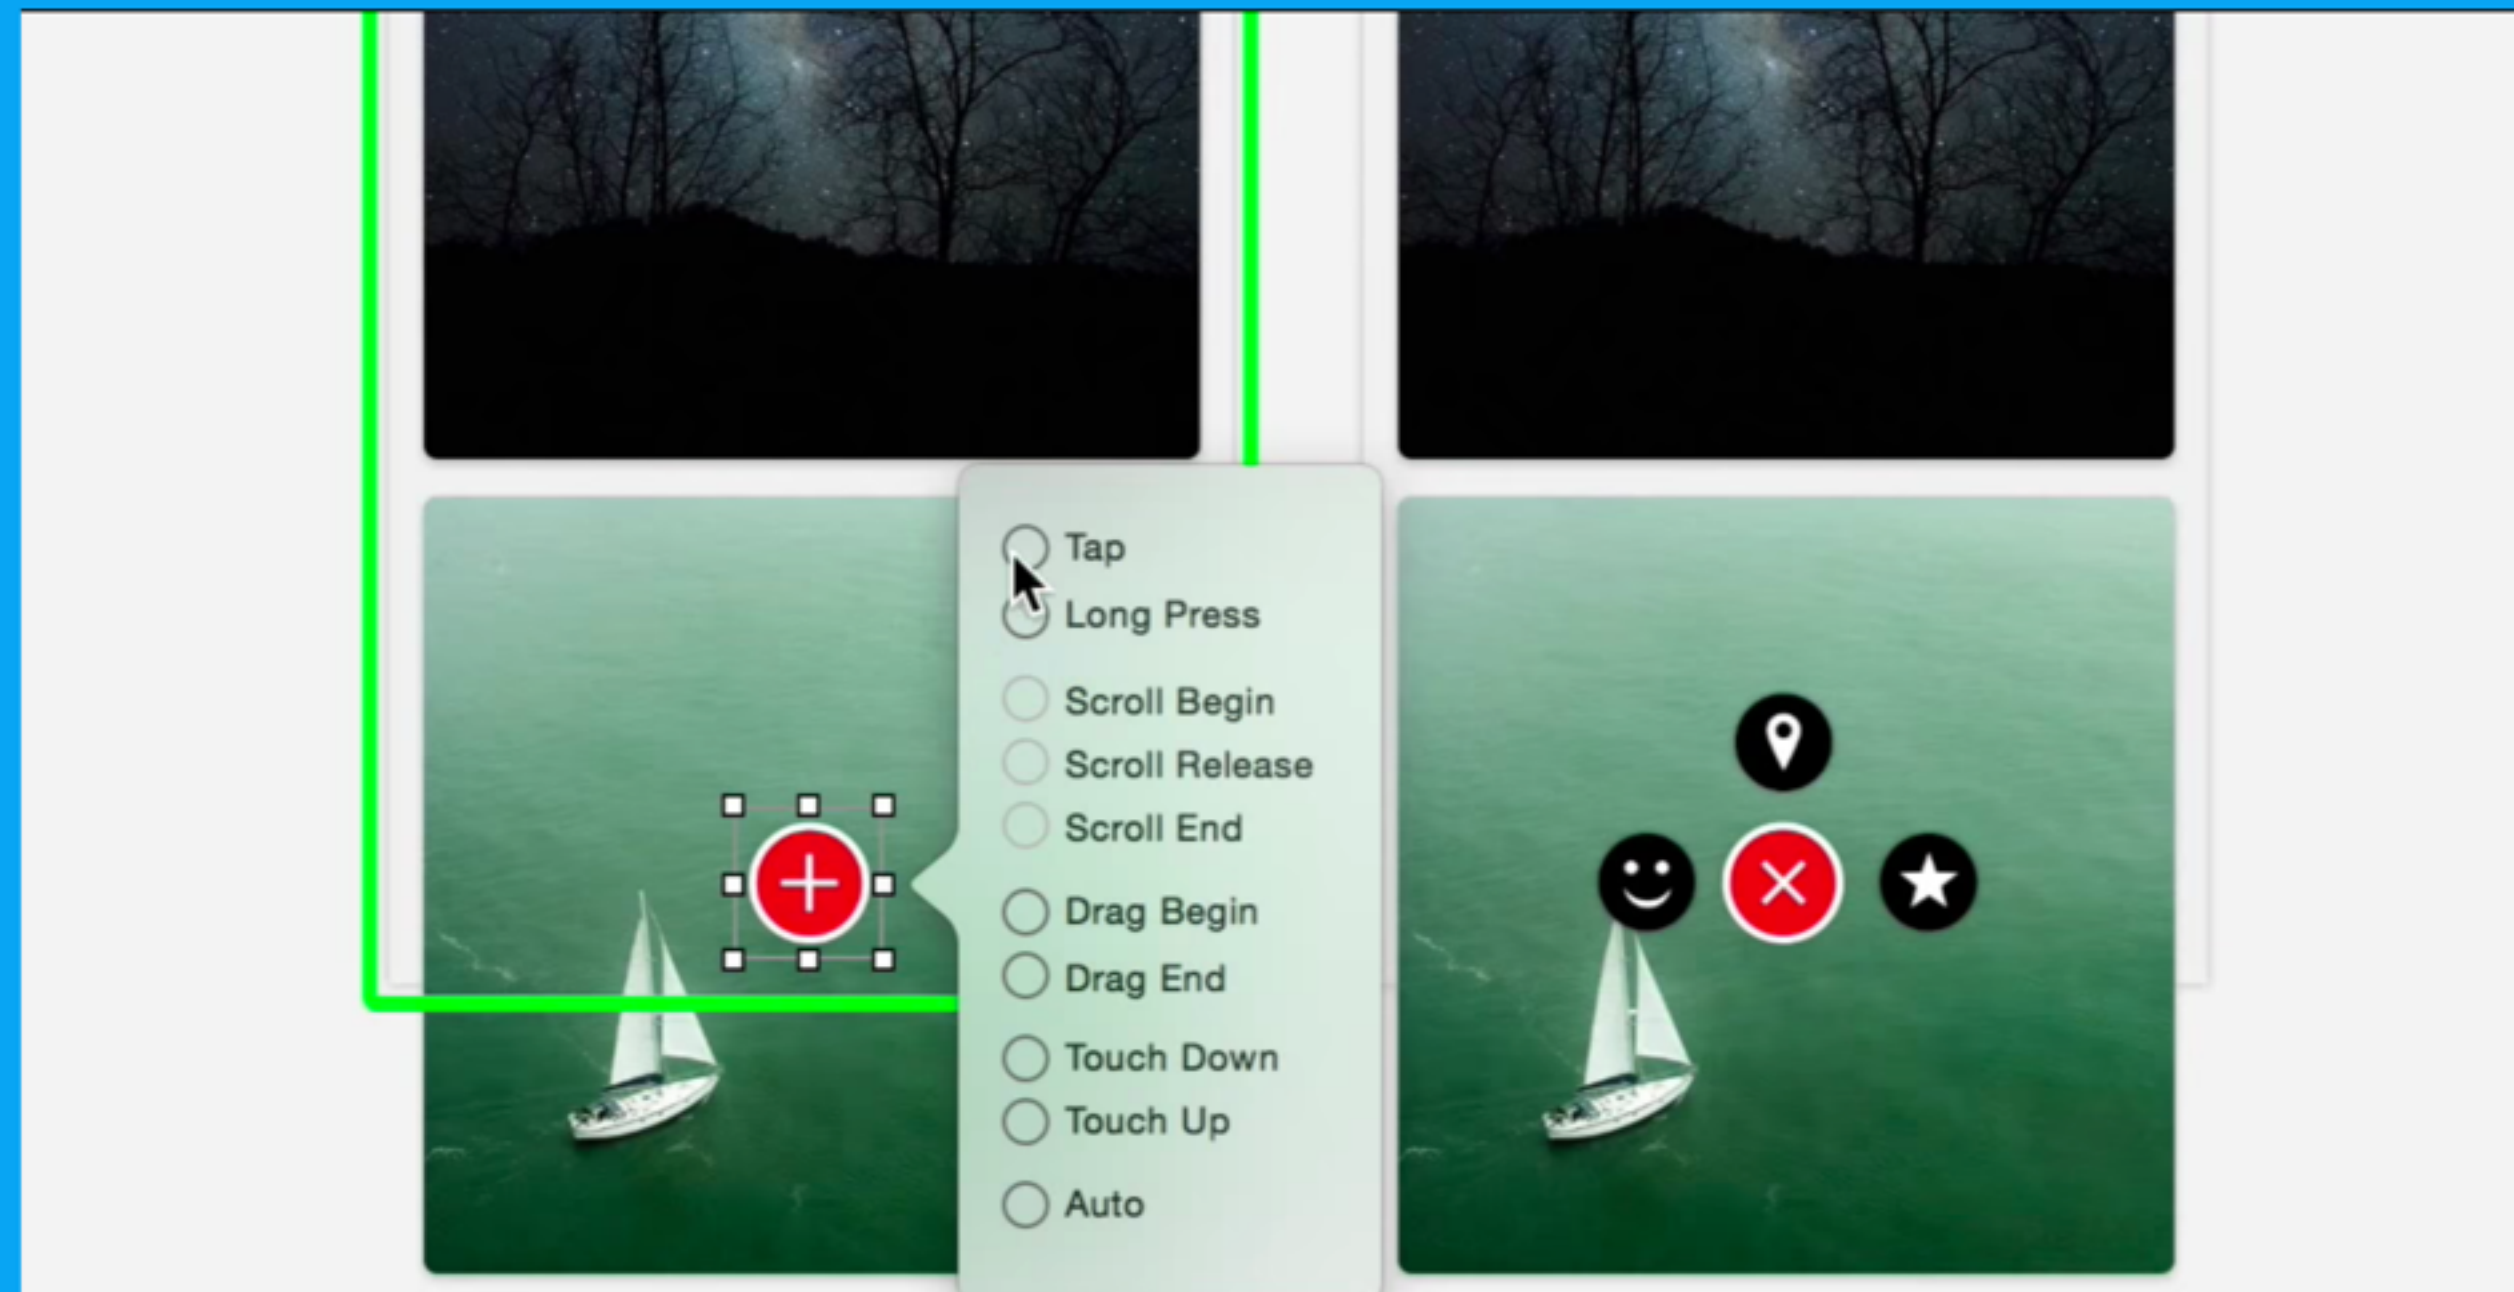 Tap
Long Press
Scroll Begin
Scroll Release
Scroll End
Drag Begin
Drag End
Touch Down
Touch Up
Auto